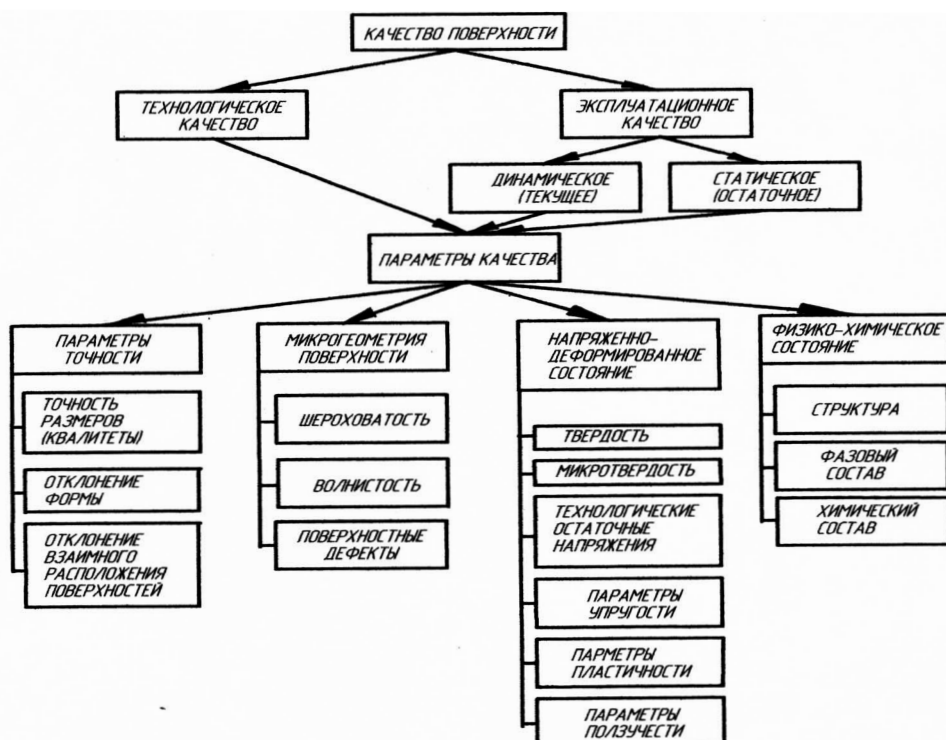 КАЧЕСТВО ПОВЕРХНОСТИ
ТЕХНОЛОГИЧЕСКОЕ
КАЧЕСТВО
ЭКСПЛУАТАЦИОННОЕ
КАЧЕСТВО
ДИНАМИЧЕСКОЕ
(ТЕКУЩЕЕ)
СТАТИЧЕСКОЕ
(ОСТАТОЧНОЕ)
ПАРАМЕТРЫ КАЧЕСТВА
ПАРАМЕТРЫ
ТОЧНОСТИ
ТОЧНОСТЬ
РАЗМЕРОВ
(КВАЛИТЕТЫ)
ОТКЛОНЕНИЕ
ФОРМЫ
ОТКЛОНЕНИЕ
ВЗАИМНОГО
РАСПОЛОЖЕНИЯ
ПОВЕРХНОСТЕЙ
МИКРОГЕОМЕТРИЯ
ПОВЕРХНОСТИ
ШЕРОХОВАТОСТЬ
ВОЛНИСТОСТЬ
ПОВЕРХНОСТНЫЕ
ДЕФЕКТЫ
НАПРЯЖЕННО-
ДЕФОРМИРОВАННОЕ
СОСТОЯНИЕ
ТВЕРДОСТЬ
МИКРОТВЕРДОСТЬ
ТЕХНОЛОГИЧЕСКИЕ
ОСТАТОЧНЫЕ
НАПРЯЖЕНИЯ
ПАРАМЕТРЫ
УПРУГОСТИ
ПАРМЕТРЫ
ПЛАСТИЧНОСТИ
ПАРАМЕТРЫ
ПОЛЗУЧЕСТИ
ФИЗИКО-ХИМИЧЕСКОЕ
СОСТОЯНИЕ
СТРУКТУРА
ФАЗОВЫЙ
СОСТАВ
ХИМИЧЕСКИЙ
СОСТАВ